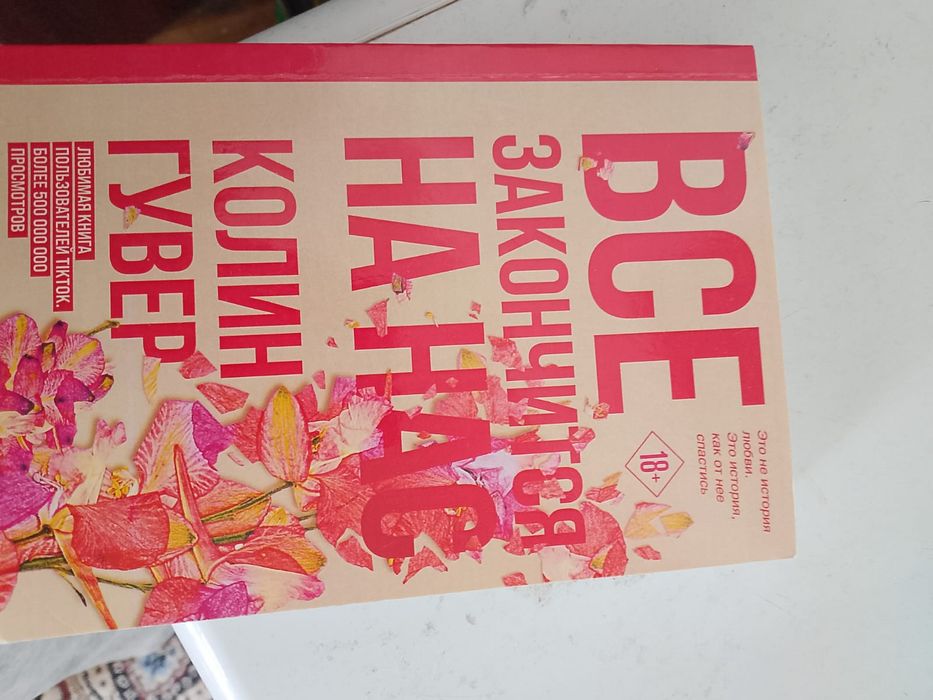 ВСЕ
ЗАКОНЧИТСЯ
НА НАС
КОЛИН
ГУВЕР
ЛЮБИМАЯ КНИГА
ПОЛЬЗОВАТЕЛЕЙ TIKTOK.
БОЛЕЕ 500 000 000
ПРОСМОТРОВ
Это не история
любви.
Это история,
как от нее
спастись
18+